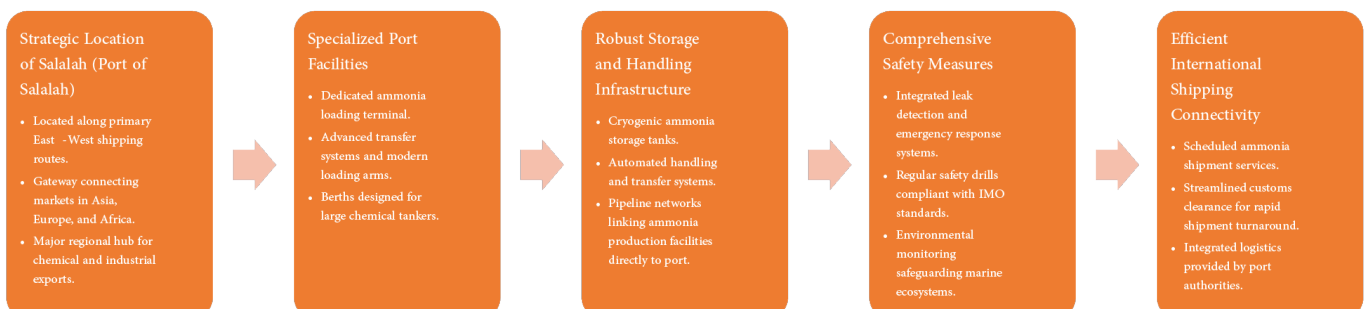 Strategic Location
of Salalah (Port of
Salalah)
• Located along primary
East -West shipping
routes.
• Gateway connecting
markets in Asia,
Europe, and Africa.
• Major regional hub for
chemical and industrial
exports.
Specialized Port
Facilities
• Dedicated ammonia
loading terminal.
• Advanced transfer
systems and modern
loading arms.
• Berths designed for
large chemical tankers.
Robust Storage
and Handling
Infrastructure
• Cryogenic ammonia
storage tanks.
• Automated handling
and transfer systems.
• Pipeline networks
linking ammonia
production facilities
directly to port.
Comprehensive
Safety Measures
• Integrated leak
detection and
emergency response
systems.
• Regular safety drills
compliant with IMO
standards.
• Environmental
monitoring
safeguarding marine
ecosystems.
Efficient
International
Shipping
Connectivity
• Scheduled ammonia
shipment services.
• Streamlined customs
clearance for rapid
shipment turnaround.
• Integrated logistics
provided by port
authorities.